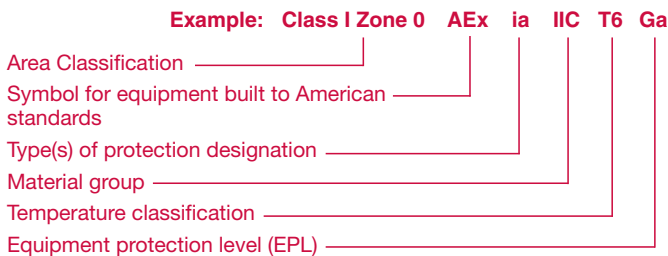 Example: Class I Zone 0 AEx ia IIC T6 Ga
Area Classification
Symbol for equipment built to American
standards
Type(s) of protection designation
Material group
Temperature classification
Equipment protection level (EPL)